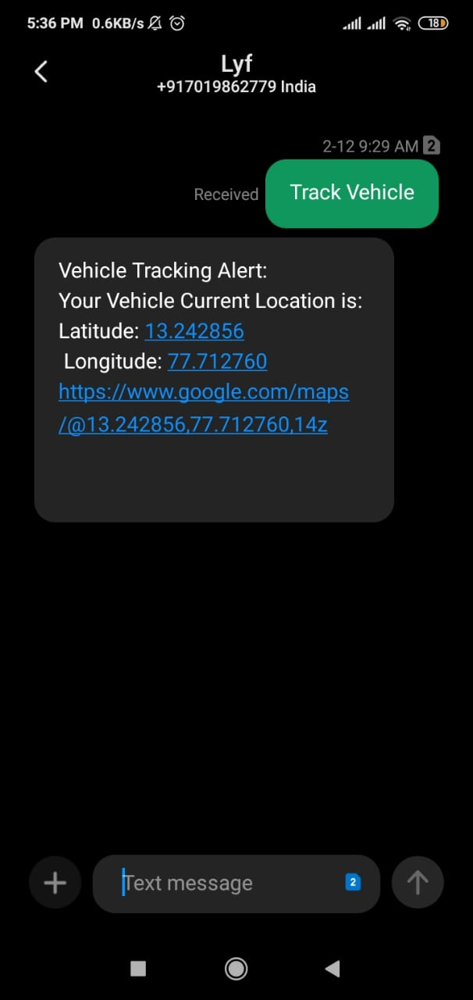 5:36 PM 0.6KB/s 18
Lyf
+917019862779 India
2-12 9:29 AM 2
Received Track Vehicle
Vehicle Tracking Alert:
Your Vehicle Current Location is:
Latitude: 13.242856
Longitude: 77.712760
https://www.google.com/maps
/@13.242856,77.712760,14z
Text message 2